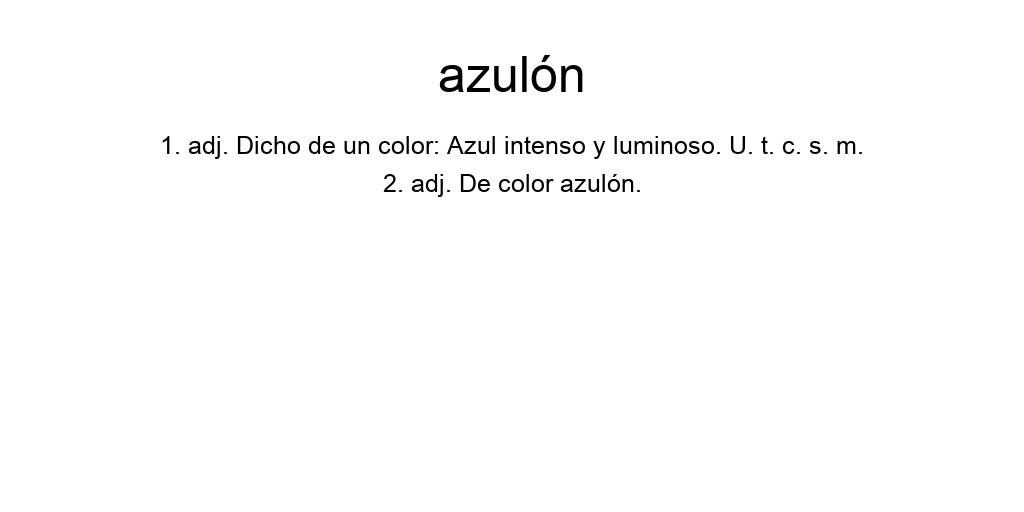 azulón
1. adj. Dicho de un color: Azul intenso y luminoso. U. t. c. s. m.
2. adj. De color azulón.